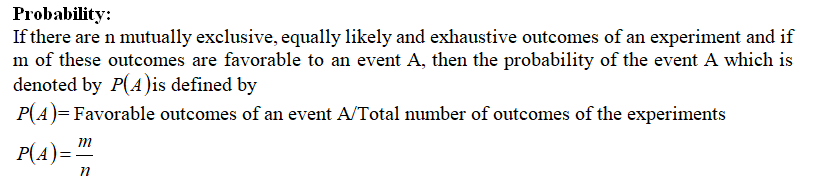 Probability:
If there are n mutually exclusive, equally likely and exhaustive outcomes of an experiment and if
m of these outcomes are favorable to an event A, then the probability of the event A which is
denoted by P(A)is defined by
P(A)= Favorable outcomes of an event A/Total number of outcomes of the experiments
P(A)= m/n